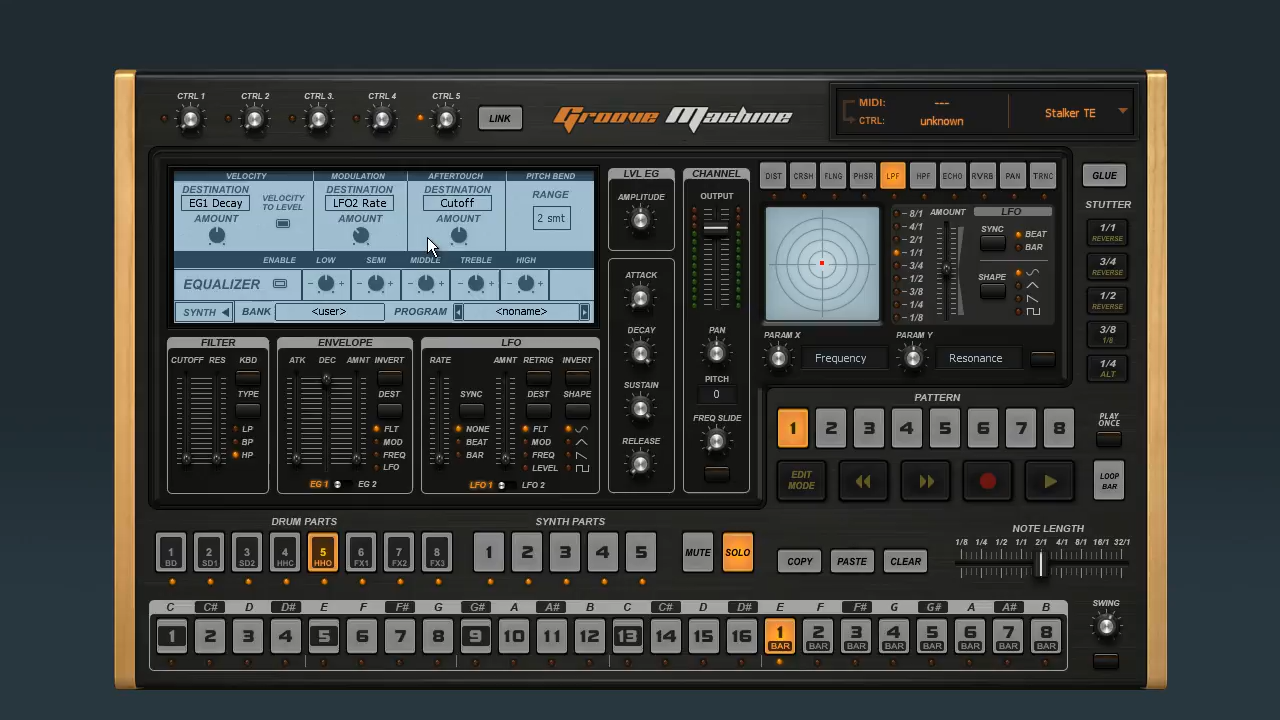 CTRL 1 CTRL 2 CTRL 3. CTRL 4 CTRL 5
LINK
Groove Machine
MIDI: ---
CTRL: unknown
Stalker TE
VELOCITY MODULATION AFTERTOUCH PITCH BEND
DESTINATION DESTINATION DESTINATION RANGE
EG1 Decay VELOCITY TO LEVEL LFO2 Rate Cutoff
AMOUNT AMOUNT AMOUNT 2 smt
ENABLE LOW SEMI MIDDLE TREBLE HIGH
EQUALIZER - + - + - + - + - +
SYNTH BANK <user> PROGRAM <noname>
LVL EG
AMPLITUDE
ATTACK
DECAY
SUSTAIN
RELEASE
CHANNEL
OUTPUT
PAN
PITCH
0
FREQ SLIDE
DIST CRSH FLNG PHSR LPF HPF ECHO RVRB PAN TRNC
8/1
4/1
2/1
1/1
3/4
1/2
3/8
1/4
1/8
AMOUNT LFO
SYNC BEAT
BAR
SHAPE
PARAM X PARAM Y
Frequency Resonance
GLUE
STUTTER
1/1
REVERSE
3/4
REVERSE
1/2
REVERSE
3/8
1/8
1/4
ALT
FILTER
CUTOFF RES KBD
TYPE
LP
BP
HP
ENVELOPE
ATK DEC AMNT INVERT
DEST
FLT
MOD
FREQ
LFO
EG 1 EG 2
LFO
RATE AMNT RETRIG INVERT
SYNC DEST SHAPE
NONE FLT
BEAT MOD
BAR FREQ
LEVEL
LFO 1 LFO 2
PATTERN
1 2 3 4 5 6 7 8
PLAY ONCE
EDIT MODE
LOOP BAR
DRUM PARTS SYNTH PARTS
1 2 3 4 5 6 7 8 1 2 3 4 5
BD SD1 SD2 HHC HHO FX1 FX2 FX3
MUTE SOLO
COPY PASTE CLEAR
NOTE LENGTH
1/8 1/4 1/2 1/1 2/1 4/1 8/1 16/1 32/1
C C# D D# E F F# G G# A A# B C C# D D# E F F# G G# A A# B
1 2 3 4 5 6 7 8 9 10 11 12 13 14 15 16 1 2 3 4 5 6 7 8
BAR BAR BAR BAR BAR BAR BAR BAR
SWING